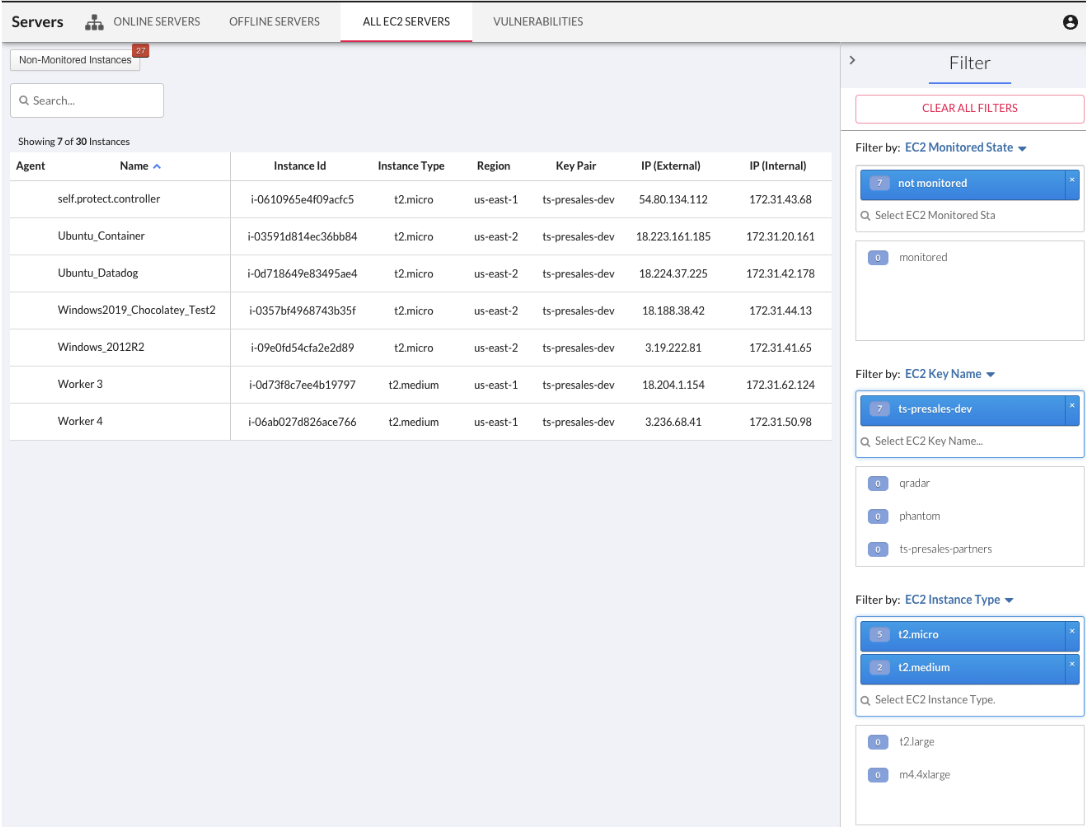 Servers ONLINE SERVERS OFFLINE SERVERS ALL EC2 SERVERS VULNERABILITIES
Non-Monitored Instances 27
Search...
Showing 7 of 30 Instances
Agent Name Instance Id Instance Type Region Key Pair IP (External) IP (Internal)
self.protect.controller i-0610965e4f09acfc5 t2.micro us-east-1 ts-presales-dev 54.80.134.112 172.31.43.68
Ubuntu_Container i-03591d814ec36bb84 t2.micro us-east-2 ts-presales-dev 18.223.161.185 172.31.20.161
Ubuntu_Datadog i-0d718649e83495ae4 t2.micro us-east-2 ts-presales-dev 18.224.37.225 172.31.42.178
Windows2019_Chocolatey_Test2 i-0357bf4968743b35f t2.micro us-east-2 ts-presales-dev 18.188.38.42 172.31.44.13
Windows_2012R2 i-09e0fd54cfa2e2d89 t2.micro us-east-2 ts-presales-dev 3.19.222.81 172.31.41.65
Worker 3 i-0d73f8c7ee4b19797 t2.medium us-east-1 ts-presales-dev 18.204.1.154 172.31.62.124
Worker 4 i-06ab027d826ace766 t2.medium us-east-1 ts-presales-dev 3.236.68.41 172.31.50.98
Filter
CLEAR ALL FILTERS
Filter by: EC2 Monitored State
7 not monitored ×
Select EC2 Monitored Sta
0 monitored
Filter by: EC2 Key Name
7 ts-presales-dev ×
Select EC2 Key Name...
0 qradar
0 phantom
0 ts-presales-partners
Filter by: EC2 Instance Type
5 t2.micro ×
2 t2.medium ×
Select EC2 Instance Type.
0 t2.large
0 m4.4xlarge